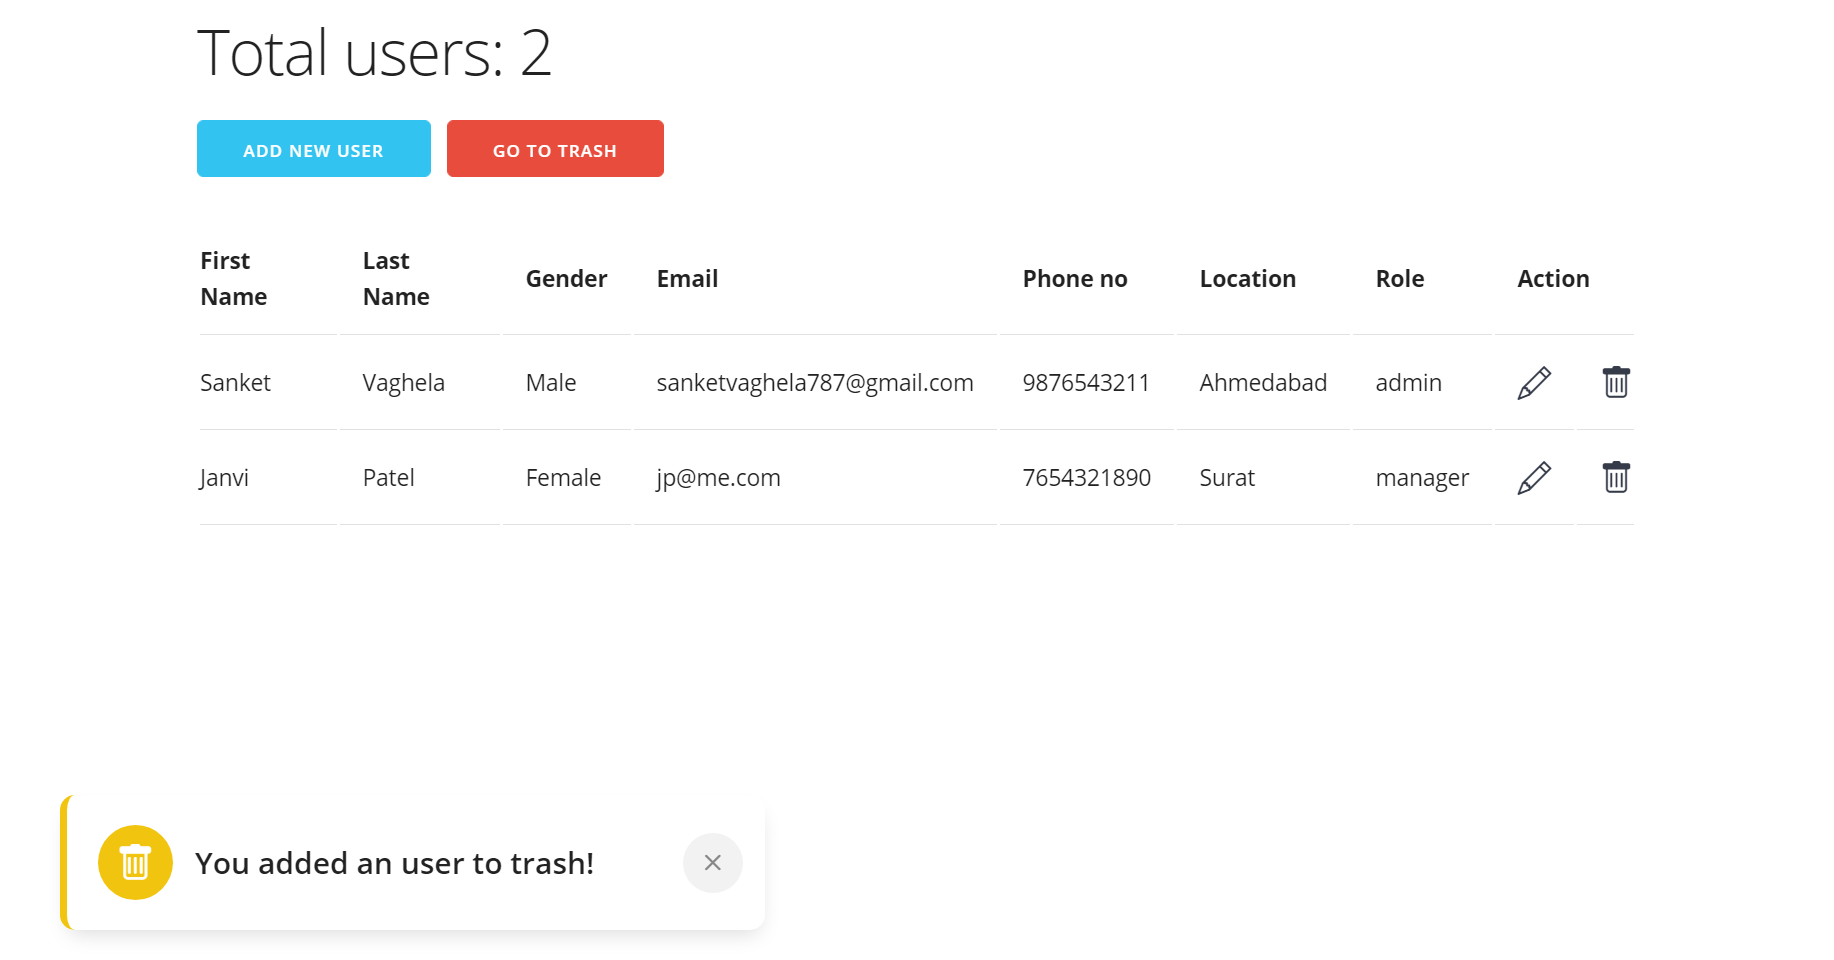 Total users: 2
ADD NEW USER GO TO TRASH
First Name Last Name Gender Email Phone no Location Role Action
Sanket Vaghela Male sanketvaghela787@gmail.com 9876543211 Ahmedabad admin
Janvi Patel Female jp@me.com 7654321890 Surat manager
You added an user to trash!